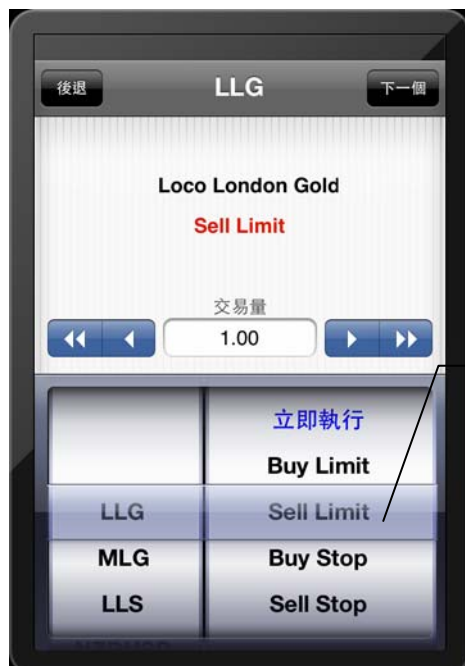 後退 LLG 下一個
Loco London Gold
Sell Limit
交易量
1.00
立即執行
Buy Limit
LLG Sell Limit
MLG Buy Stop
LLS Sell Stop